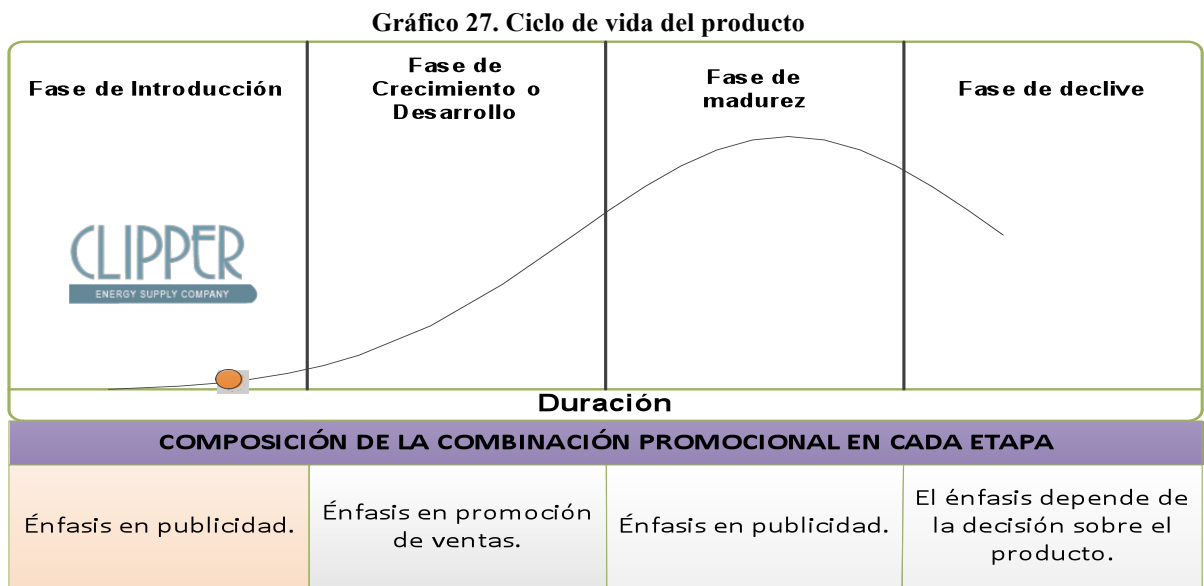 Gráfico 27. Ciclo de vida del producto
Fase de Introducción
Fase de
Crecimiento o
Desarrollo
Fase de
madurez
Fase de declive
CLIPPER
ENERGY SUPPLY COMPANY
Duración
COMPOSICIÓN DE LA COMBINACIÓN PROMOCIONAL EN CADA ETAPA
Énfasis en publicidad.
Énfasis en promoción
de ventas.
Énfasis en publicidad.
El énfasis depende de
la decisión sobre el
producto.